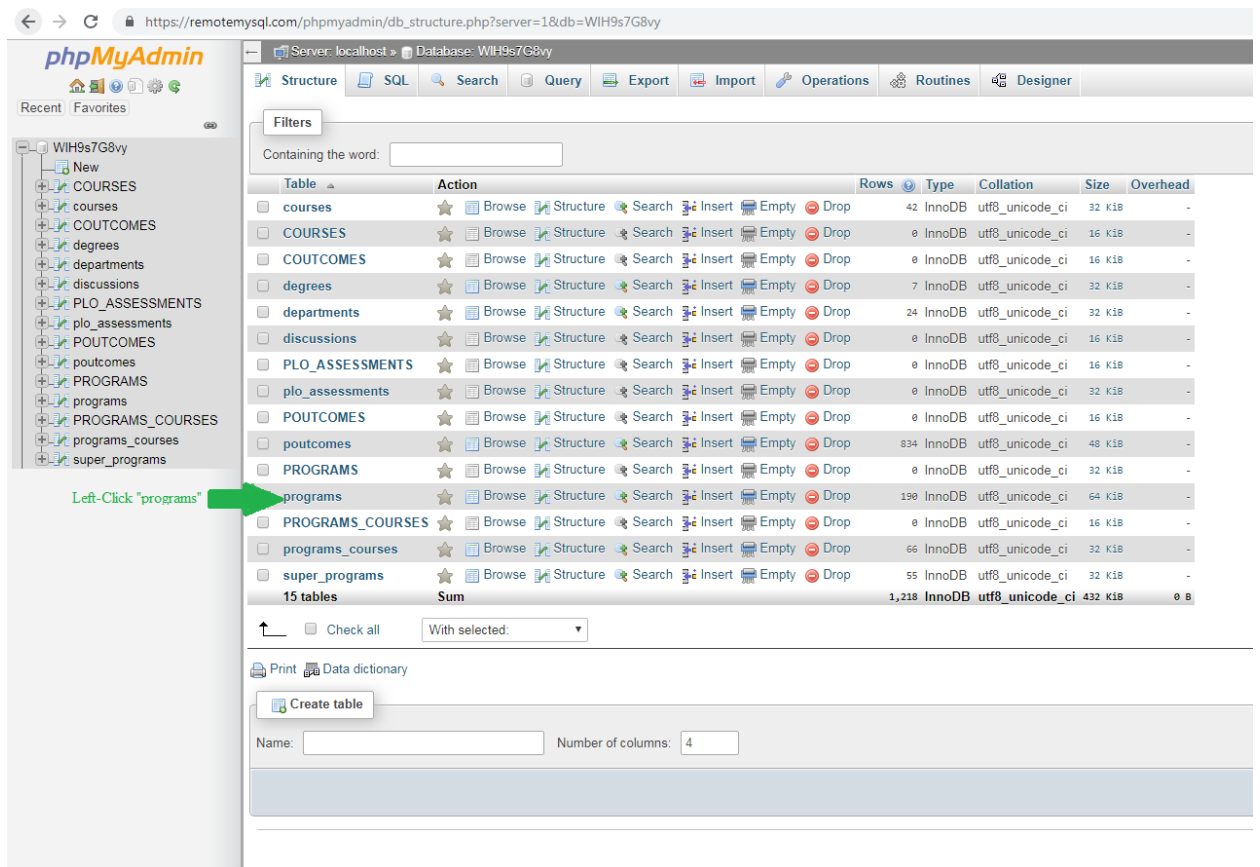 https://remotemysql.com/phpmyadmin/db_structure.php?server=1&db=WIH9s7G8vy
phpMyAdmin
Recent Favorites
WIH9s7G8vy
New
COURSES
courses
COUTCOMES
degrees
departments
discussions
PLO_ASSESSMENTS
plo_assessments
POUTCOMES
poutcomes
PROGRAMS
programs
PROGRAMS_COURSES
programs_courses
super_programs
Left-Click "programs"
Server: localhost » Database: WIH9s7G8vy
Structure SQL Search Query Export Import Operations Routines Designer
Filters
Containing the word:
Table Action Rows Type Collation Size Overhead
courses Browse Structure Search Insert Empty Drop 42 InnoDB utf8_unicode_ci 32 KiB -
COURSES Browse Structure Search Insert Empty Drop 0 InnoDB utf8_unicode_ci 16 KiB -
COUTCOMES Browse Structure Search Insert Empty Drop 0 InnoDB utf8_unicode_ci 16 KiB -
degrees Browse Structure Search Insert Empty Drop 7 InnoDB utf8_unicode_ci 32 KiB -
departments Browse Structure Search Insert Empty Drop 24 InnoDB utf8_unicode_ci 32 KiB -
discussions Browse Structure Search Insert Empty Drop 0 InnoDB utf8_unicode_ci 16 KiB -
PLO_ASSESSMENTS Browse Structure Search Insert Empty Drop 0 InnoDB utf8_unicode_ci 16 KiB -
plo_assessments Browse Structure Search Insert Empty Drop 0 InnoDB utf8_unicode_ci 32 KiB -
POUTCOMES Browse Structure Search Insert Empty Drop 0 InnoDB utf8_unicode_ci 16 KiB -
poutcomes Browse Structure Search Insert Empty Drop 834 InnoDB utf8_unicode_ci 48 KiB -
PROGRAMS Browse Structure Search Insert Empty Drop 0 InnoDB utf8_unicode_ci 32 KiB -
programs Browse Structure Search Insert Empty Drop 190 InnoDB utf8_unicode_ci 64 KiB -
PROGRAMS_COURSES Browse Structure Search Insert Empty Drop 0 InnoDB utf8_unicode_ci 16 KiB -
programs_courses Browse Structure Search Insert Empty Drop 66 InnoDB utf8_unicode_ci 32 KiB -
super_programs Browse Structure Search Insert Empty Drop 55 InnoDB utf8_unicode_ci 32 KiB -
15 tables Sum 1,218 InnoDB utf8_unicode_ci 432 KiB 0 B
Check all With selected:
Print Data dictionary
Create table
Name: Number of columns: 4